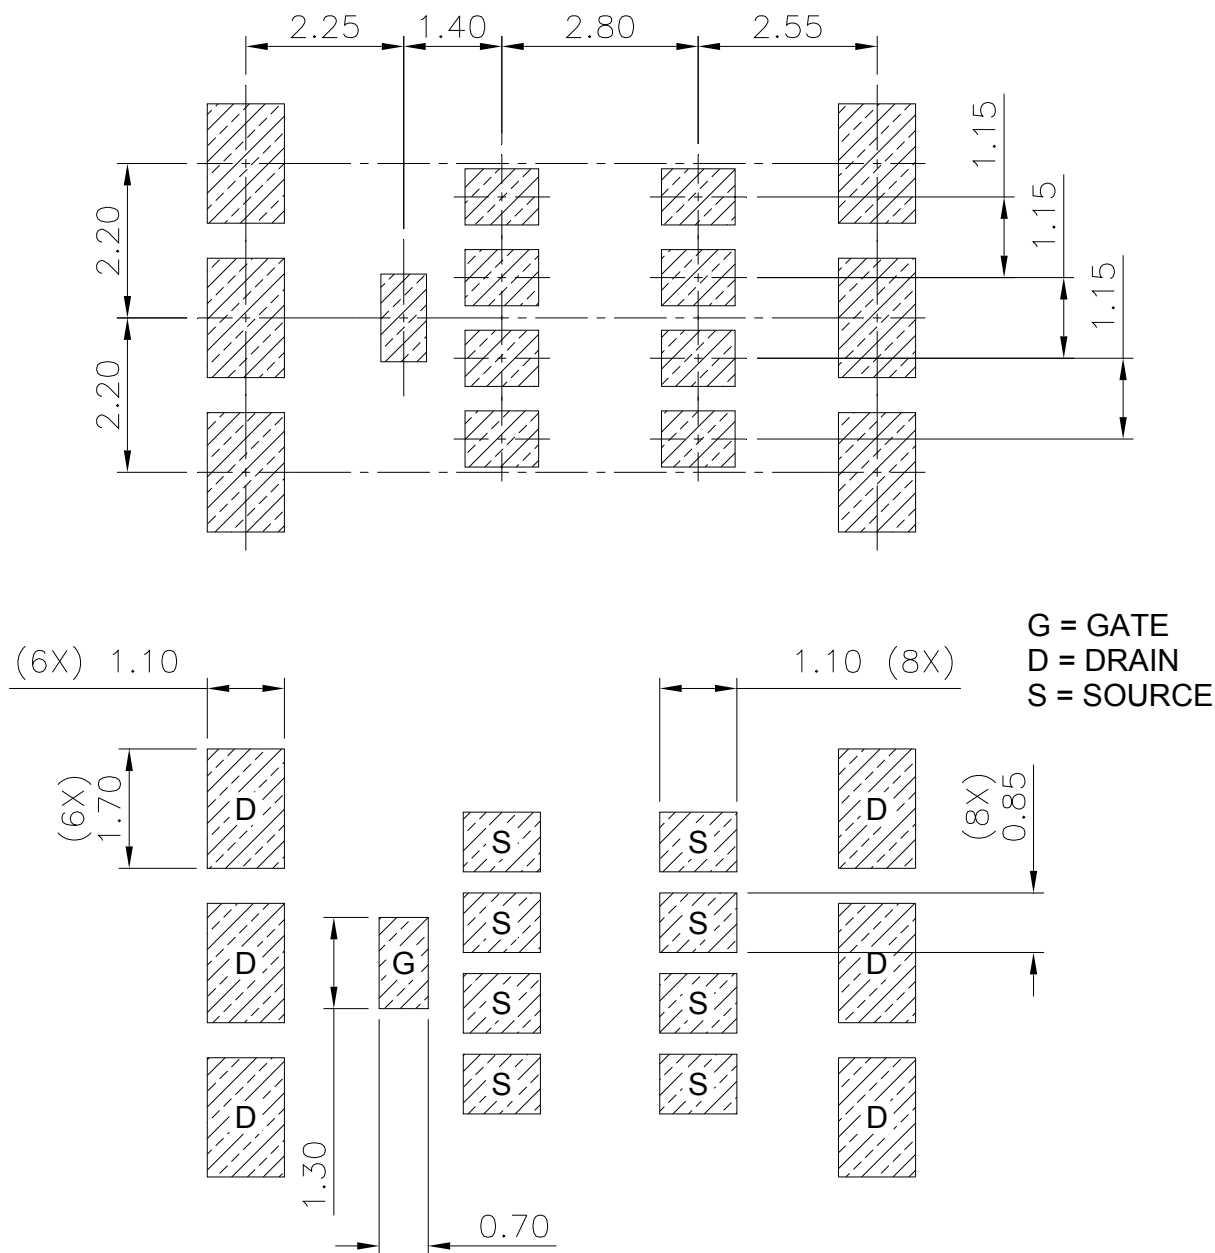 2.25 1.40 2.80 2.55
1.15
1.15
1.15
2.20
2.20
G = GATE
D = DRAIN
S = SOURCE
(6X) 1.10
1.10 (8X)
(6X)
1.70
(8X)
0.85
D
D
S
S
S
S
D
G
D
S
S
S
S
D
D
1.30
0.70